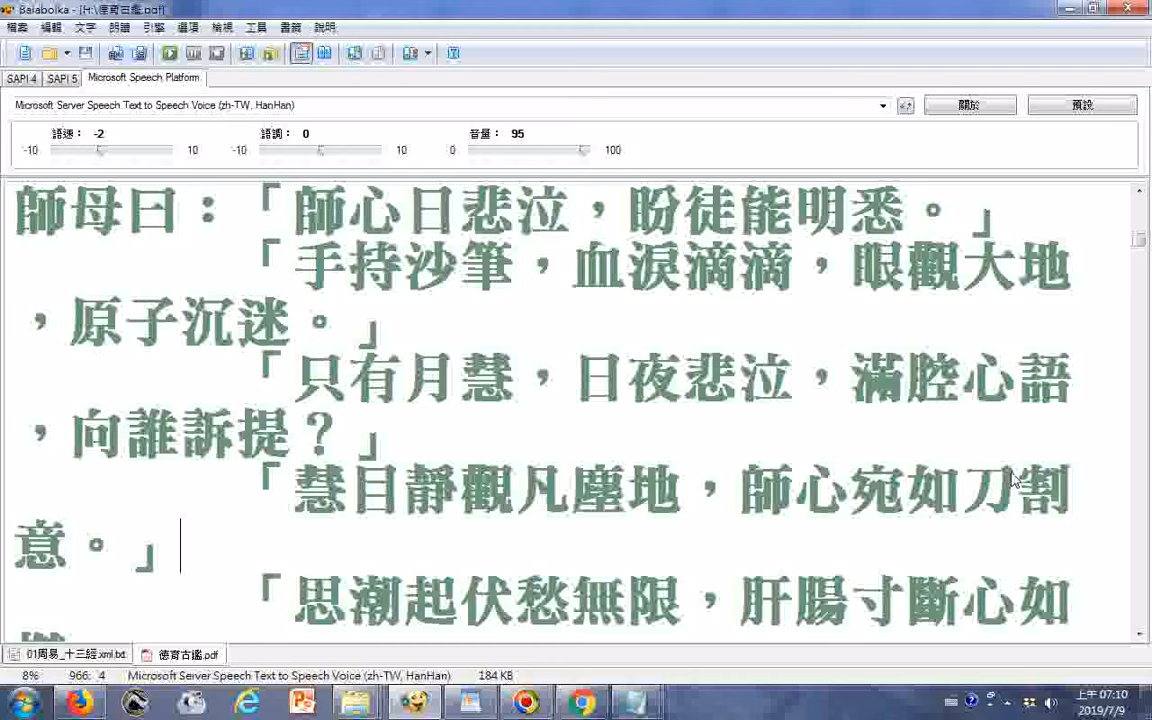 Balabolka - [H:\德育古鑑.pdf]
檔案 編輯 文字 朗讀 引擎 選項 檢視 工具 書籤 說明
SAPI 4 SAPI 5 Microsoft Speech Platform
Microsoft Server Speech Text to Speech Voice (zh-TW, HanHan) 關於 預設
語速： -2 語調： 0 音量： 95
-10 10 -10 10 0 100
師母曰：「師心日悲泣，盼徒能明悉。」
「手持沙筆，血淚滴滴，眼觀大地
，原子沉迷。」
「只有月慧，日夜悲泣，滿腔心語
，向誰訴提？」
「慧目靜觀凡塵地，師心宛如刀割
意。」
「思潮起伏愁無限，肝腸寸斷心如
01周易_十三經.xml.txt 德育古鑑.pdf
8% 966: 4 Microsoft Server Speech Text to Speech Voice (zh-TW, HanHan) 184 KB
上午 07:10
2019/7/9